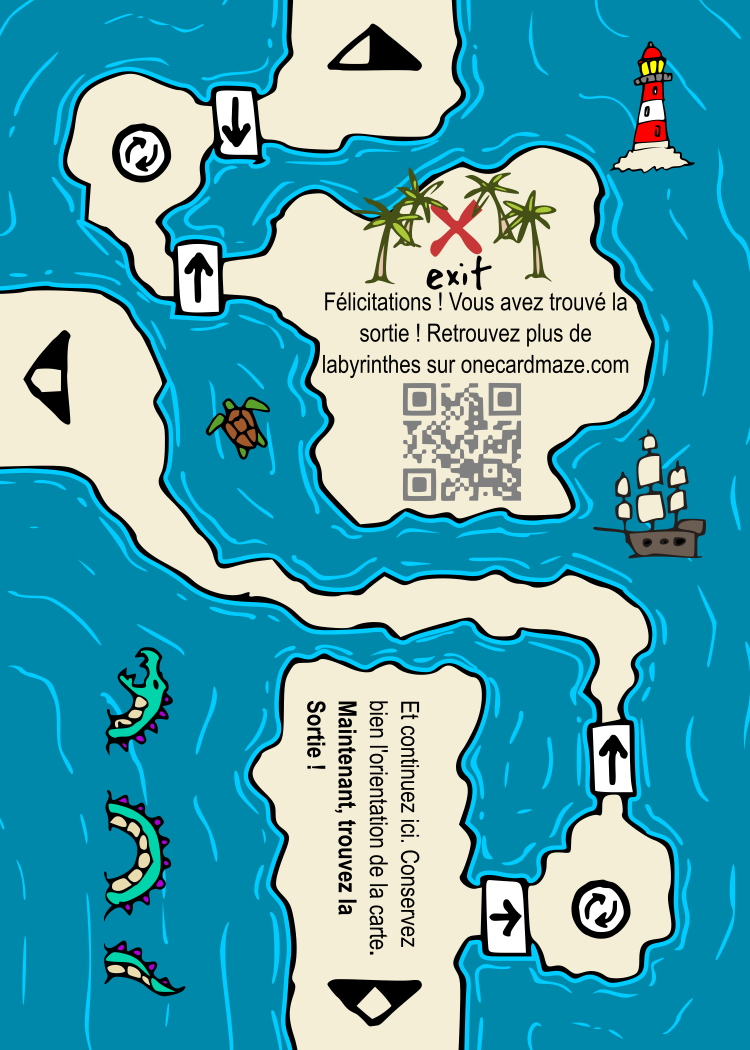 exit
Félicitations ! Vous avez trouvé la
sortie ! Retrouvez plus de
labyrinthes sur onecardmaze.com
Et continuez ici. Conservez
bien l'orientation de la carte.
Maintenant, trouvez la
Sortie !